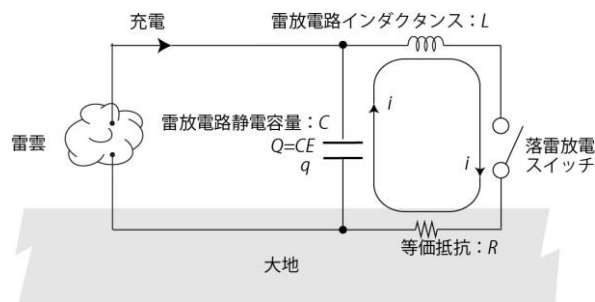 充電
雷放電路インダクタンス:L
雷雲
雷放電路静電容量:C
Q=CE
q
i
i
落雷放電
スイッチ
等価抵抗:R
大地